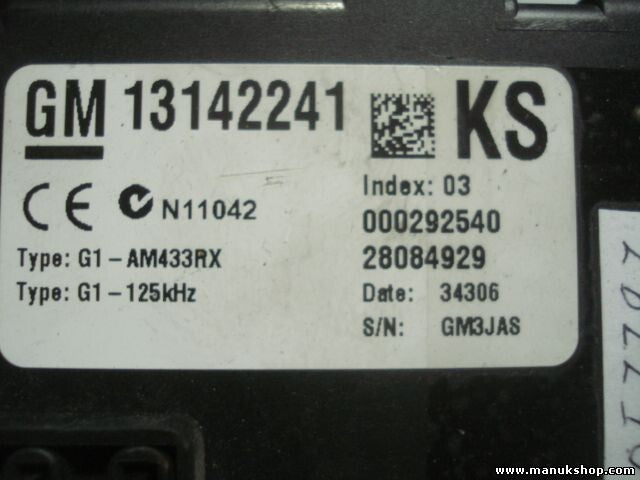 GM 13142241 KS
N11042
Index: 03
000292540
Type: G1-AM433RX
28084929
Type: G1-125kHz
Date: 34306
S/N: GM3JAS
www.manukshop.com